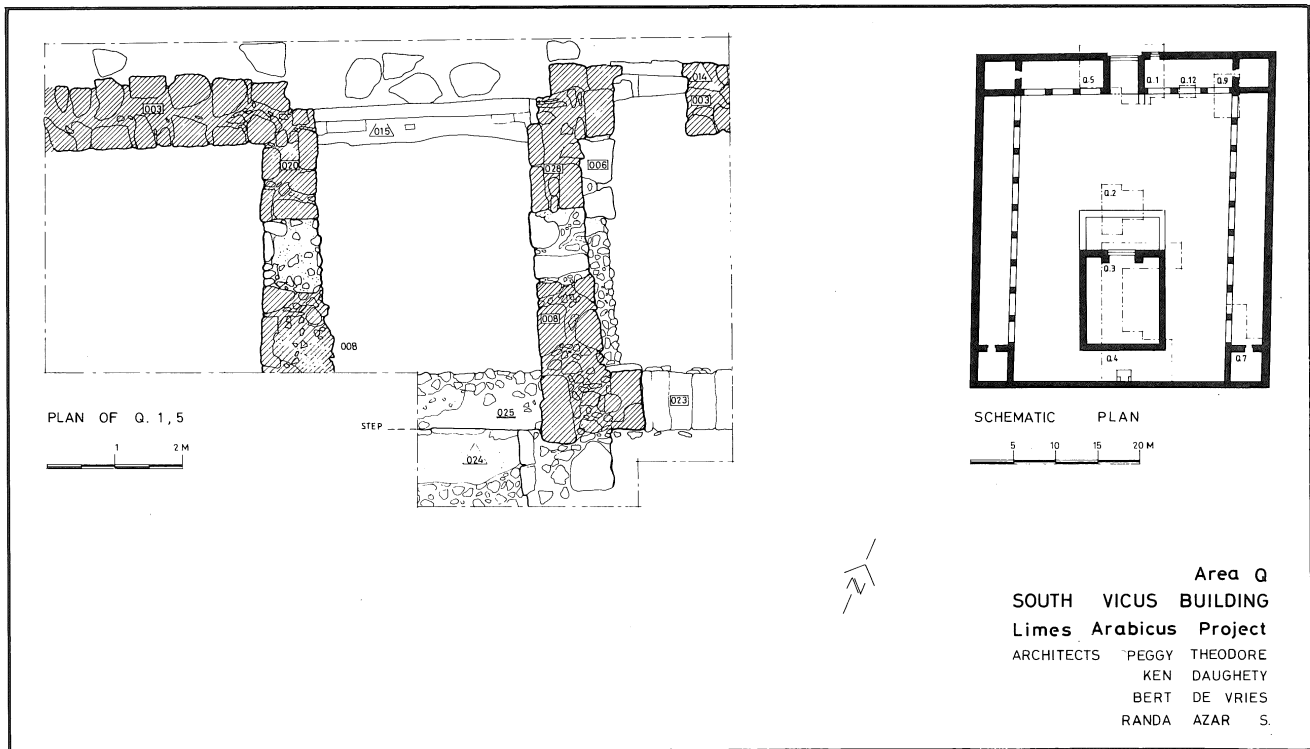 003
020
015
028
006
014
003
008
008
025
023
024
STEP
PLAN OF Q. 1, 5
1 2 M
Q.5
Q.1
Q.12
Q.9
Q.2
Q.3
Q.4
Q.7
SCHEMATIC PLAN
5 10 15 20 M
N
Area Q
SOUTH VICUS BUILDING
Limes Arabicus Project
ARCHITECTS PEGGY THEODORE
KEN DAUGHETY
BERT DE VRIES
RANDA AZAR S.